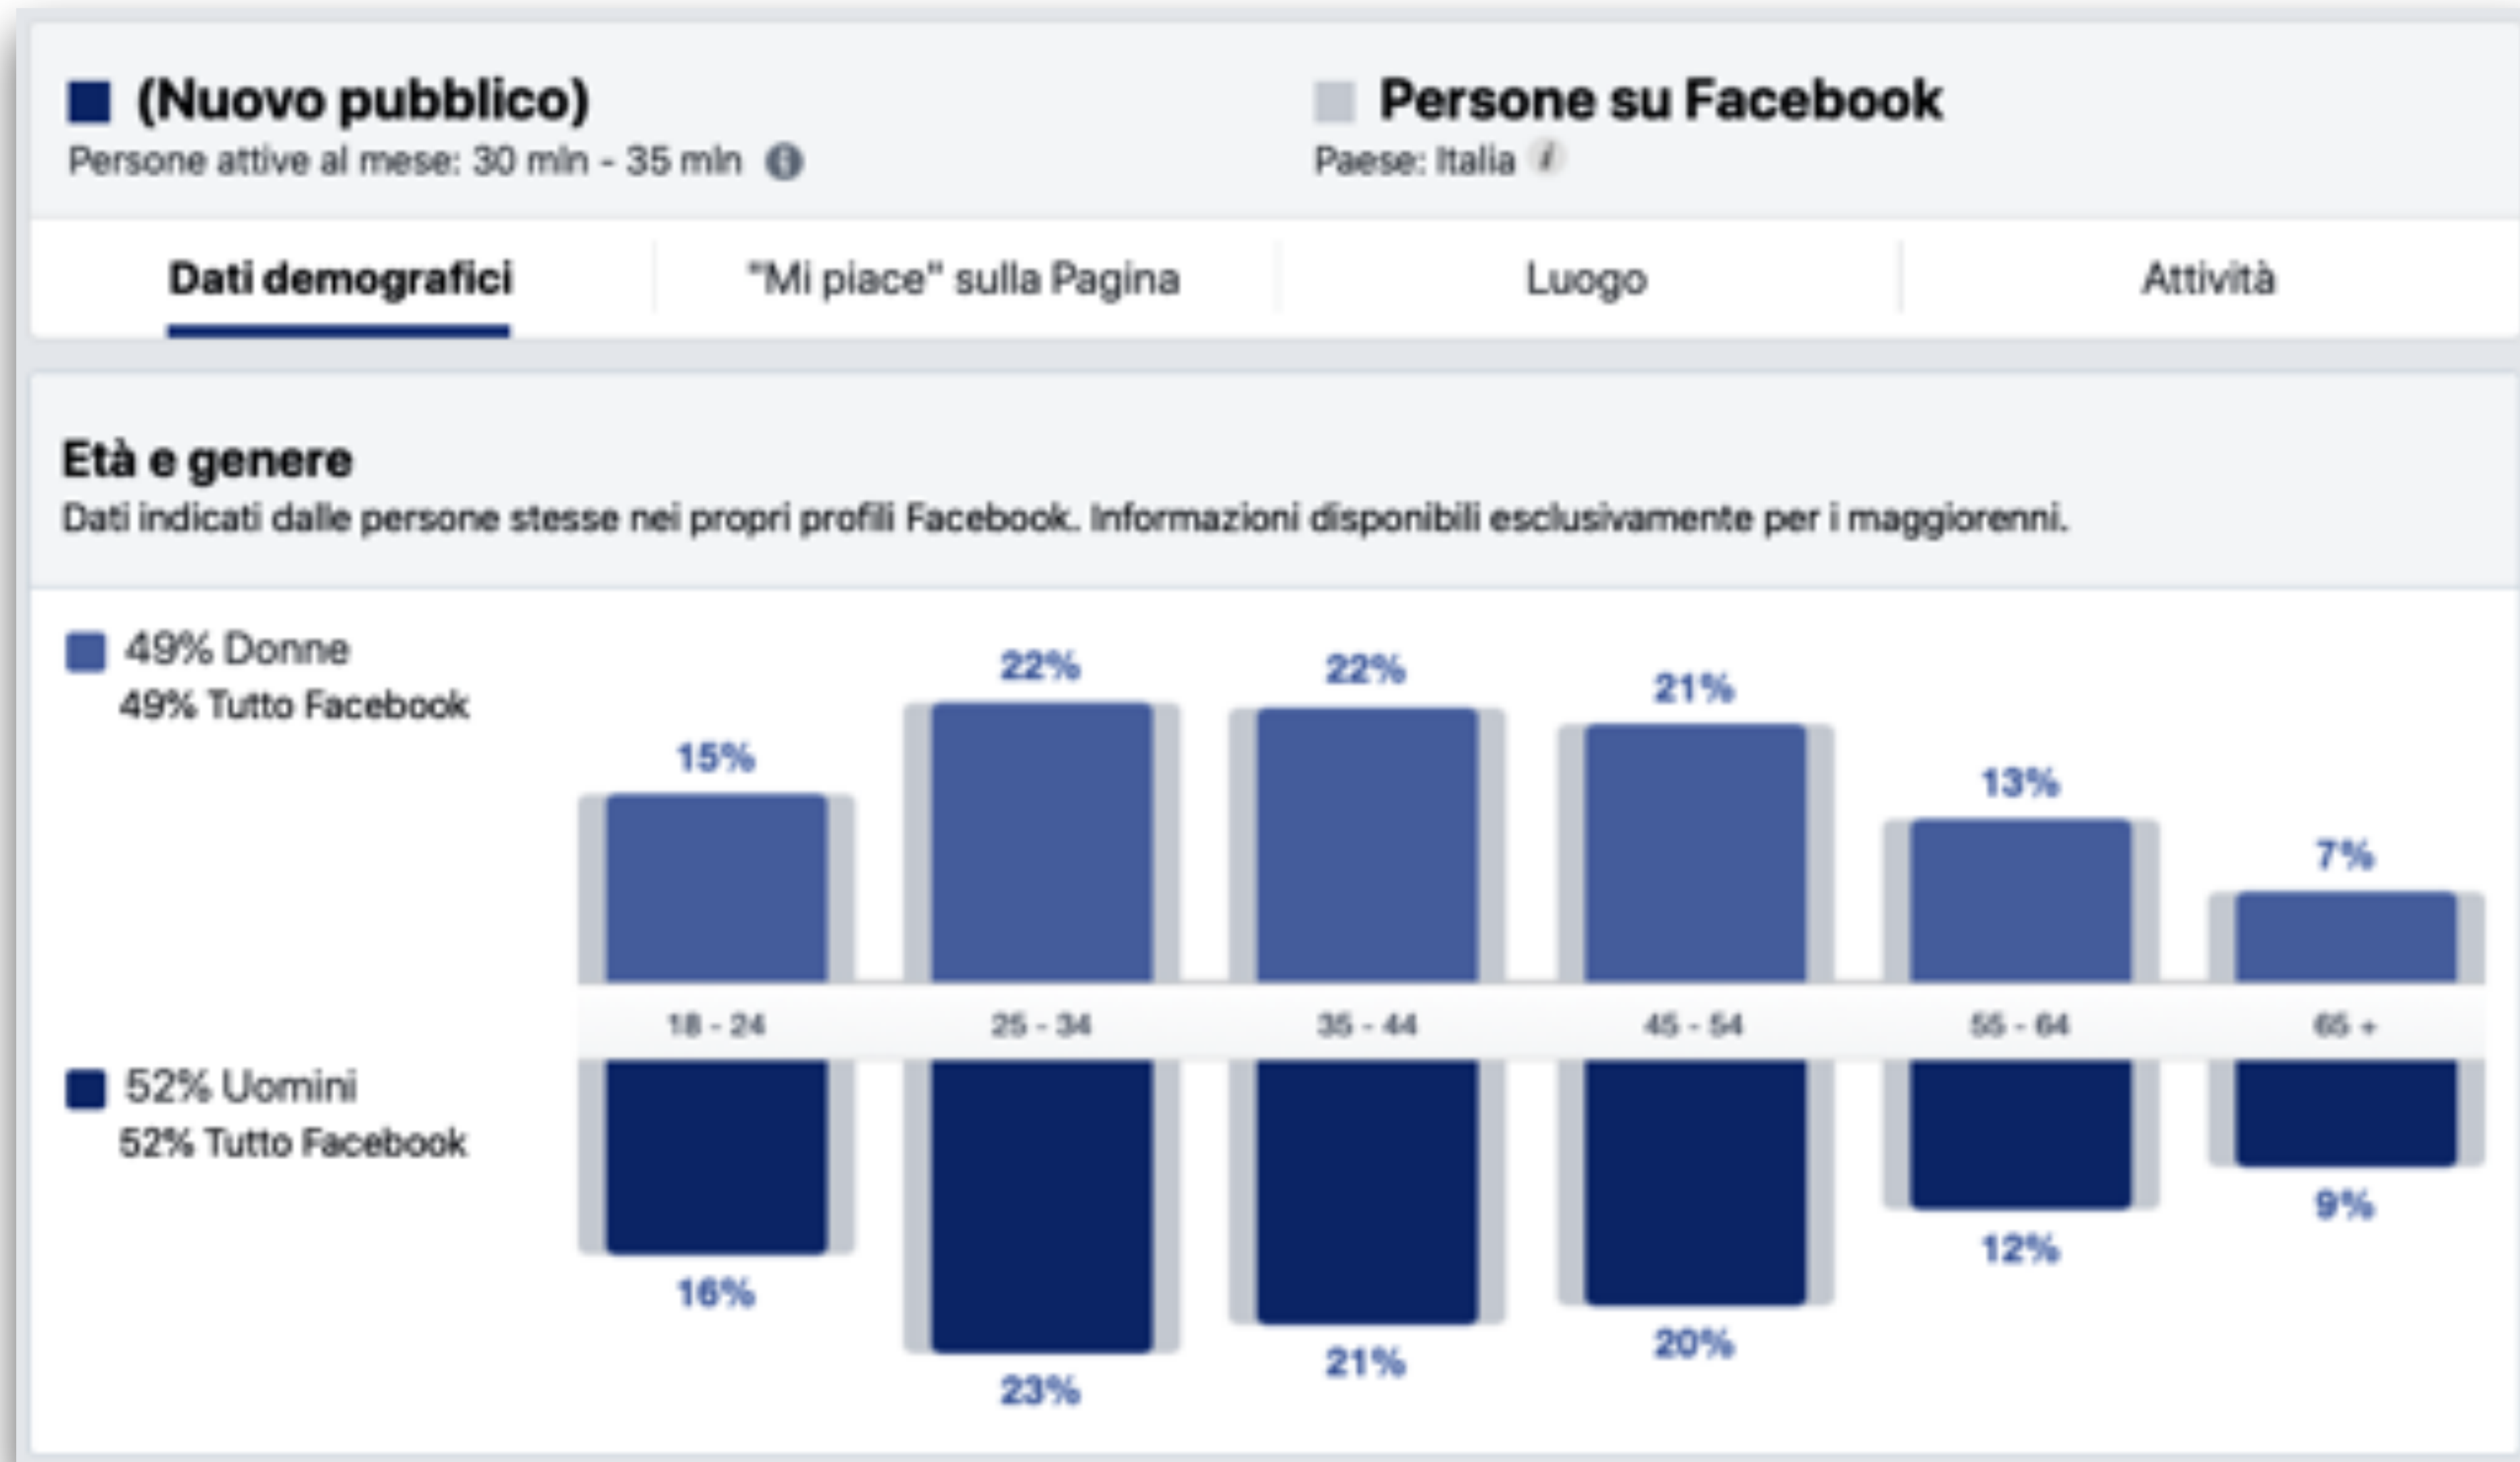 (Nuovo pubblico)
Persone attive al mese: 30 mln - 35 mln
Persone su Facebook
Paese: Italia i
Dati demografici
"Mi piace" sulla Pagina
Luogo
Attività
Età e genere
Dati indicati dalle persone stesse nei propri profili Facebook. Informazioni disponibili esclusivamente per i maggiorenni.
49% Donne
49% Tutto Facebook
15%
22%
22%
21%
13%
7%
18 - 24
25 - 34
35 - 44
45 - 54
55 - 64
65 +
52% Uomini
52% Tutto Facebook
16%
23%
21%
20%
12%
9%